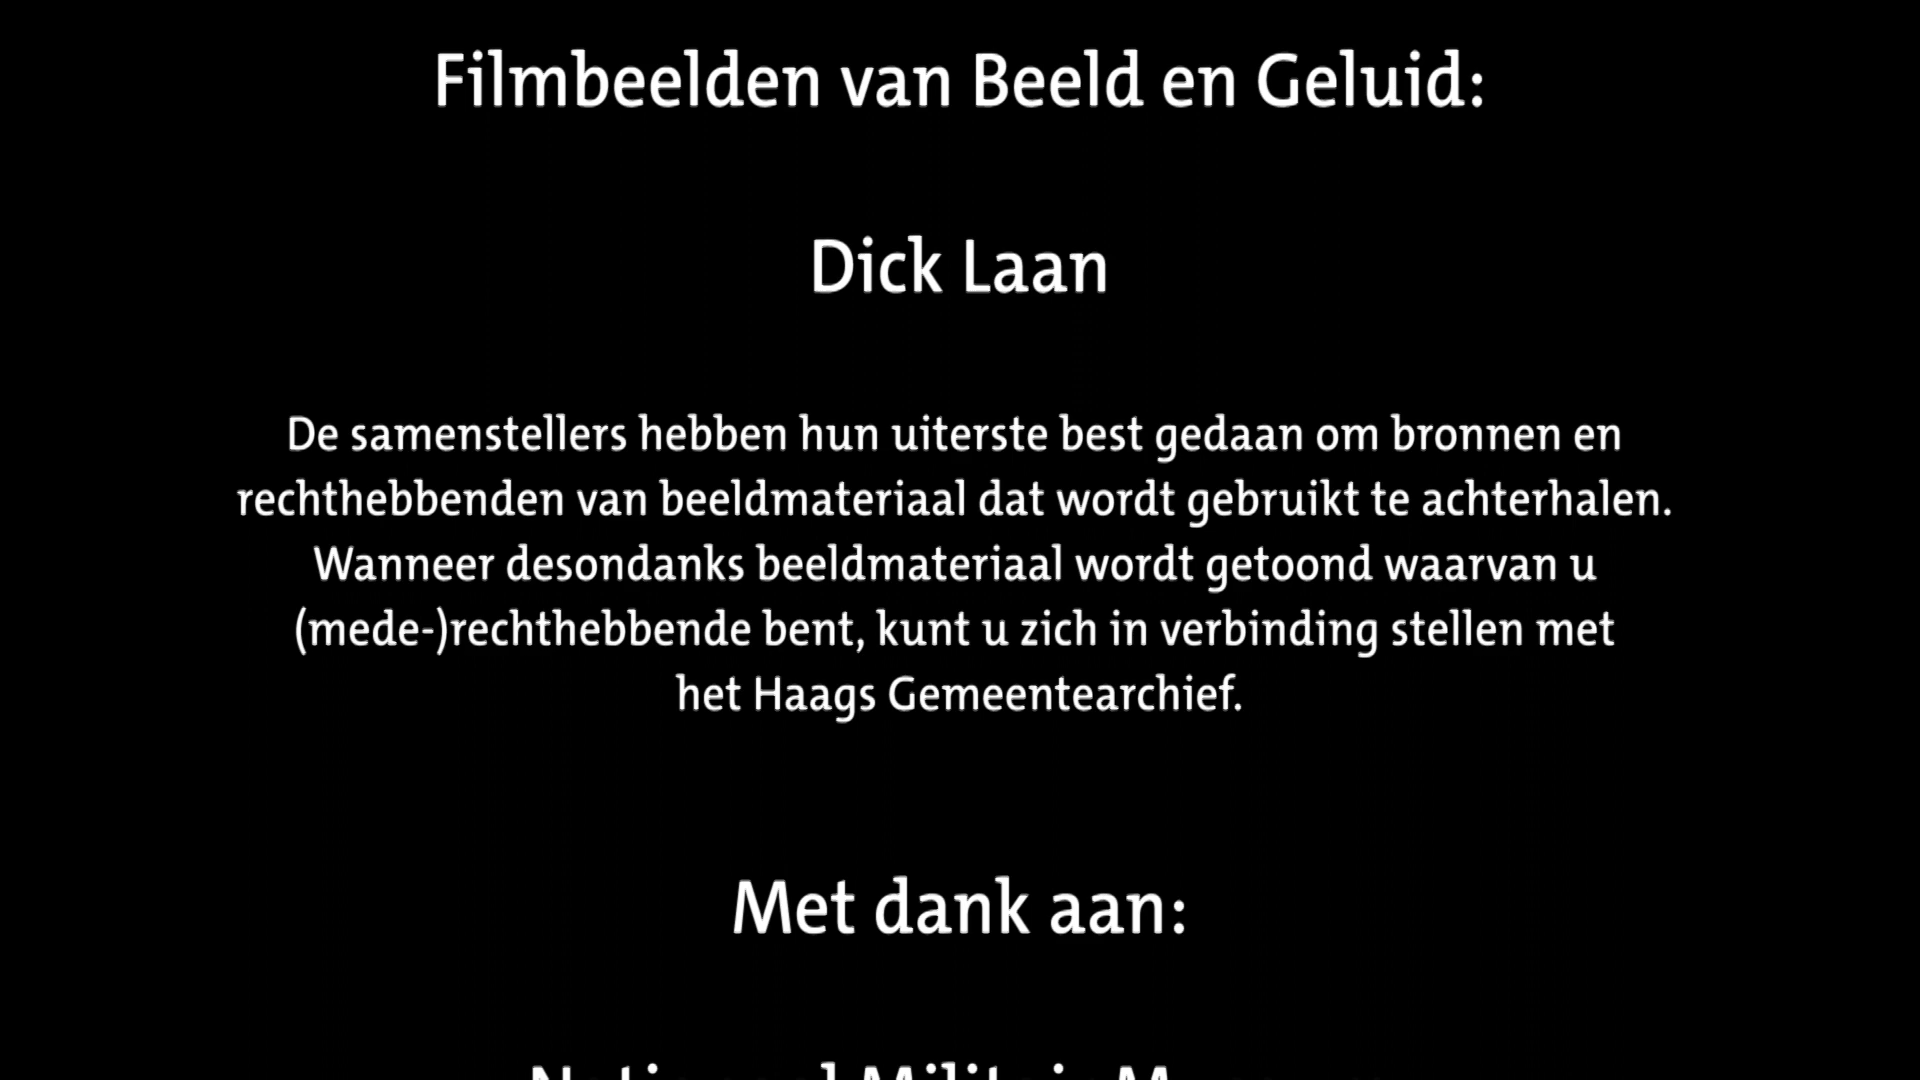 Filmbeelden van Beeld en Geluid:
Dick Laan
De samenstellers hebben hun uiterste best gedaan om bronnen en
rechthebbenden van beeldmateriaal dat wordt gebruikt te achterhalen.
Wanneer desondanks beeldmateriaal wordt getoond waarvan u
(mede-)rechthebbende bent, kunt u zich in verbinding stellen met
het Haags Gemeentearchief.
Met dank aan: